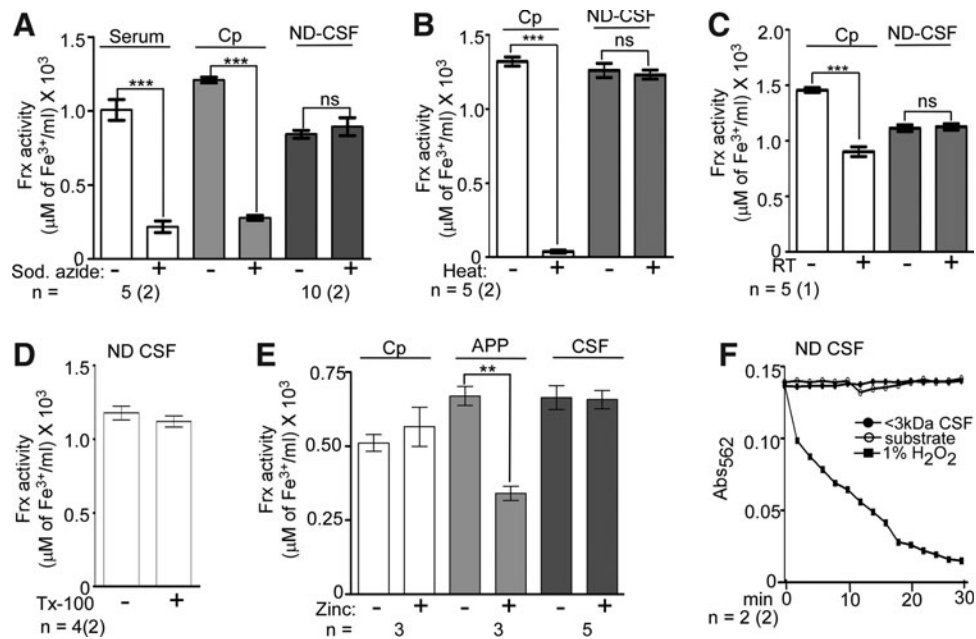 A
Serum Cp ND-CSF
Frx activity
(µM of Fe³⁺/ml) X 10³
1.5
1.0
0.5
0
*** *** ns
Sod. azide: - + - + - +
n = 5 (2) 10 (2)
B
Cp ND-CSF
Frx activity
(µM of Fe³⁺/ml) X 10³
1.5
1.0
0.5
0
*** ns
Heat: - + - +
n = 5 (2)
C
Cp ND-CSF
Frx activity
(µM of Fe³⁺/ml) X 10³
2.0
1.5
1.0
0.5
0
*** ns
RT - + - +
n = 5 (1)
D
ND CSF
Frx activity
(µM of Fe³⁺/ml) X 10³
1.5
1.0
0.5
0
Tx-100 - +
n = 4(2)
E
Cp APP CSF
Frx activity
(µM of Fe³⁺/ml) X 10³
0.75
0.50
0.25
0
**
Zinc: - + - + - +
n = 3 3 5
F
ND CSF
Abs₅₆₂
0.15
0.10
0.05
0.00
<3kDa CSF
substrate
1% H₂O₂
0 10 20 30
min
n = 2 (2)